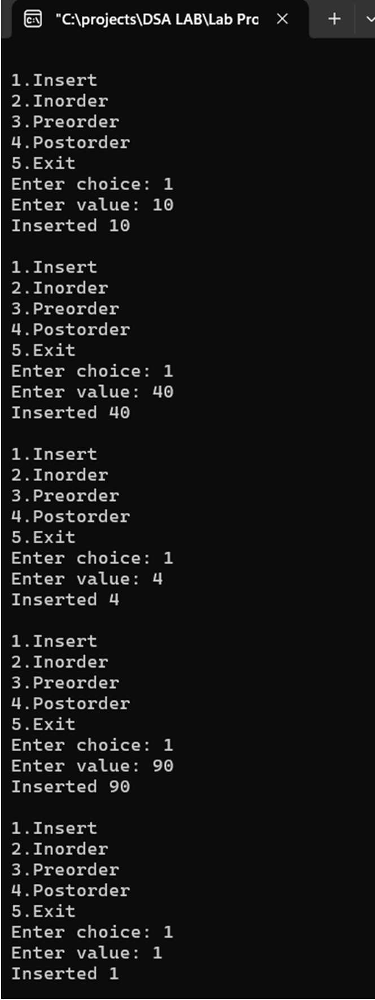 "C:\projects\DSA LAB\Lab Pro
1.Insert
2.Inorder
3.Preorder
4.Postorder
5.Exit
Enter choice: 1
Enter value: 10
Inserted 10
1.Insert
2.Inorder
3.Preorder
4.Postorder
5.Exit
Enter choice: 1
Enter value: 40
Inserted 40
1.Insert
2.Inorder
3.Preorder
4.Postorder
5.Exit
Enter choice: 1
Enter value: 4
Inserted 4
1.Insert
2.Inorder
3.Preorder
4.Postorder
5.Exit
Enter choice: 1
Enter value: 90
Inserted 90
1.Insert
2.Inorder
3.Preorder
4.Postorder
5.Exit
Enter choice: 1
Enter value: 1
Inserted 1